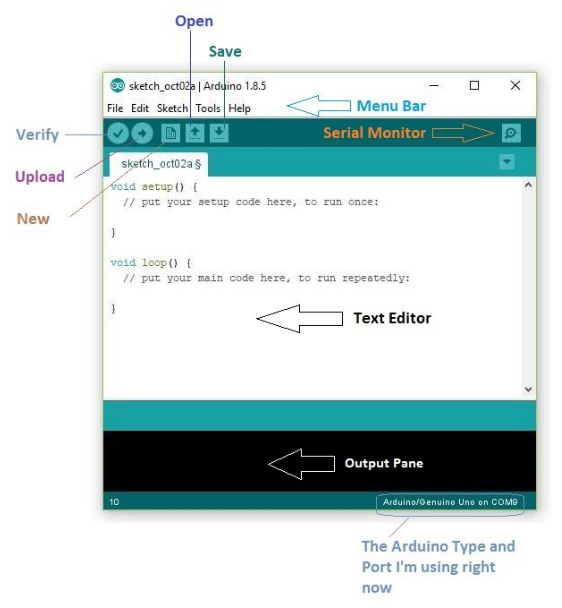 Open
Save
sketch_oct02a | Arduino 1.8.5
File Edit Sketch Tools Help
Menu Bar
Verify
Serial Monitor
sketch_oct02a §
Upload
New
void setup() {
// put your setup code here, to run once:
}
void loop() {
// put your main code here, to run repeatedly:
}
Text Editor
Output Pane
10
Arduino/Genuino Uno on COM9
The Arduino Type and
Port I'm using right
now